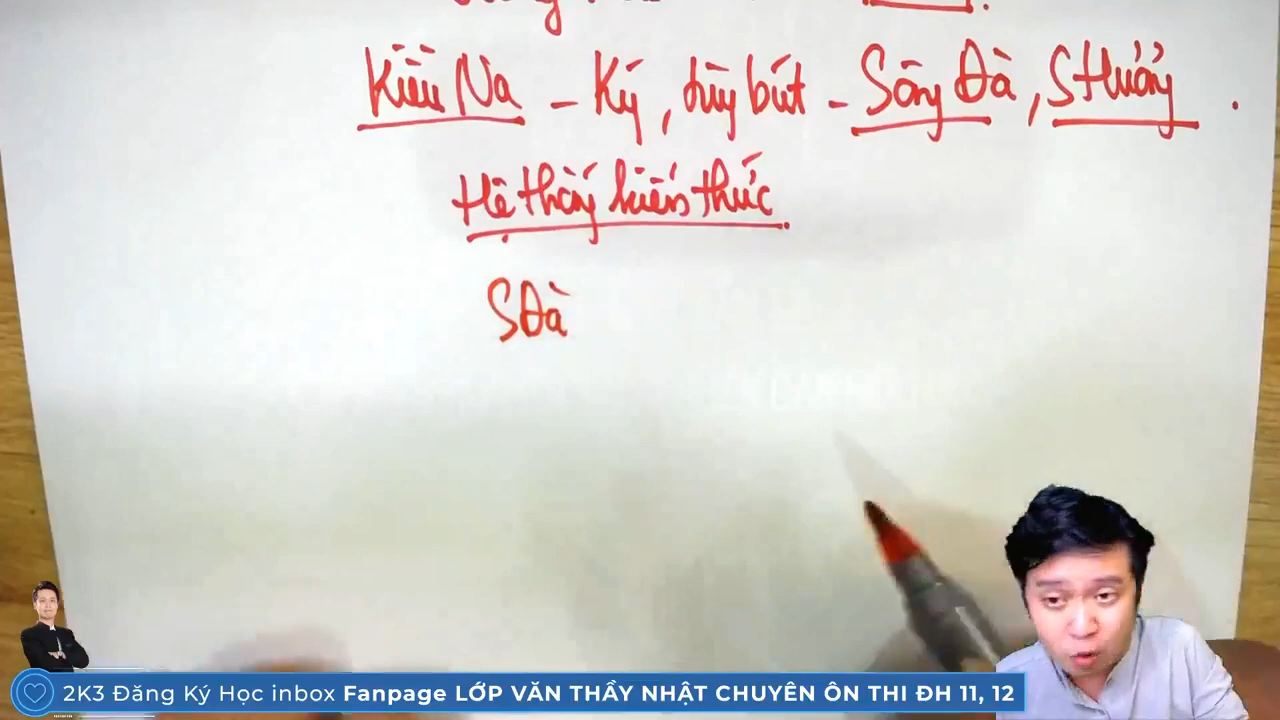 Kiều Na – Ký, tùy bút – Sông Đà, S Hương.
Hệ thống kiến thức.
S Đà
2K3 Đăng Ký Học inbox Fanpage LỚP VĂN THẦY NHẬT CHUYÊN ÔN THI ĐH 11, 12